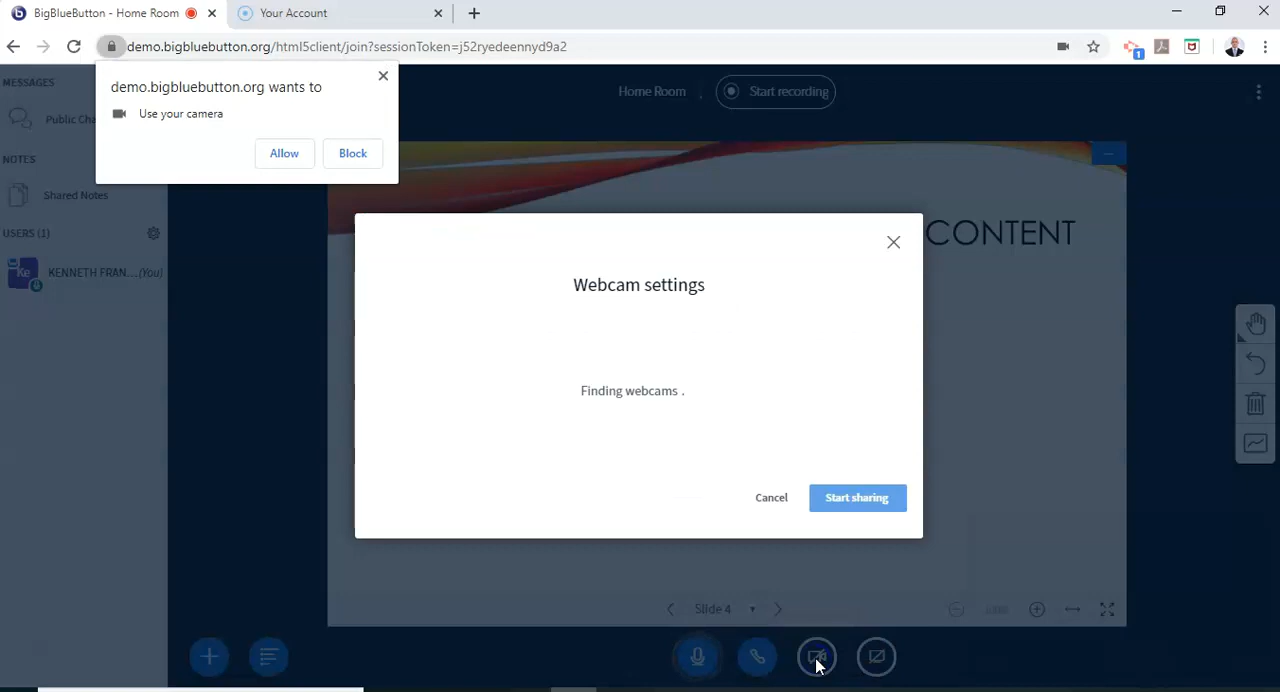 BigBlueButton - Home Room
Your Account
demo.bigbluebutton.org/html5client/join?sessionToken=j52ryedeennyd9a2
1
demo.bigbluebutton.org wants to
Use your camera
Allow
Block
MESSAGES
Public Cha
NOTES
Shared Notes
USERS (1)
Ke
KENNETH FRAN... (You)
Home Room
Start recording
CONTENT
Webcam settings
Finding webcams .
Cancel
Start sharing
Slide 4